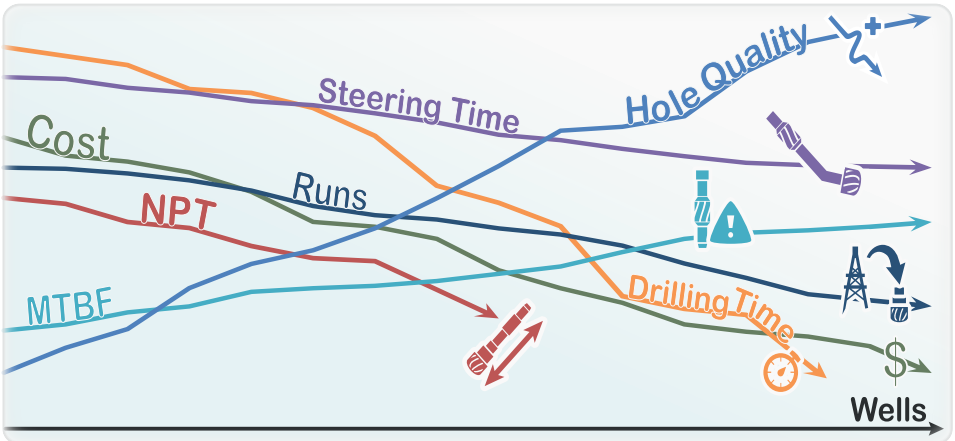 Hole Quality
Steering Time
Cost
Runs
NPT
MTBF
Drilling Time
$
Wells